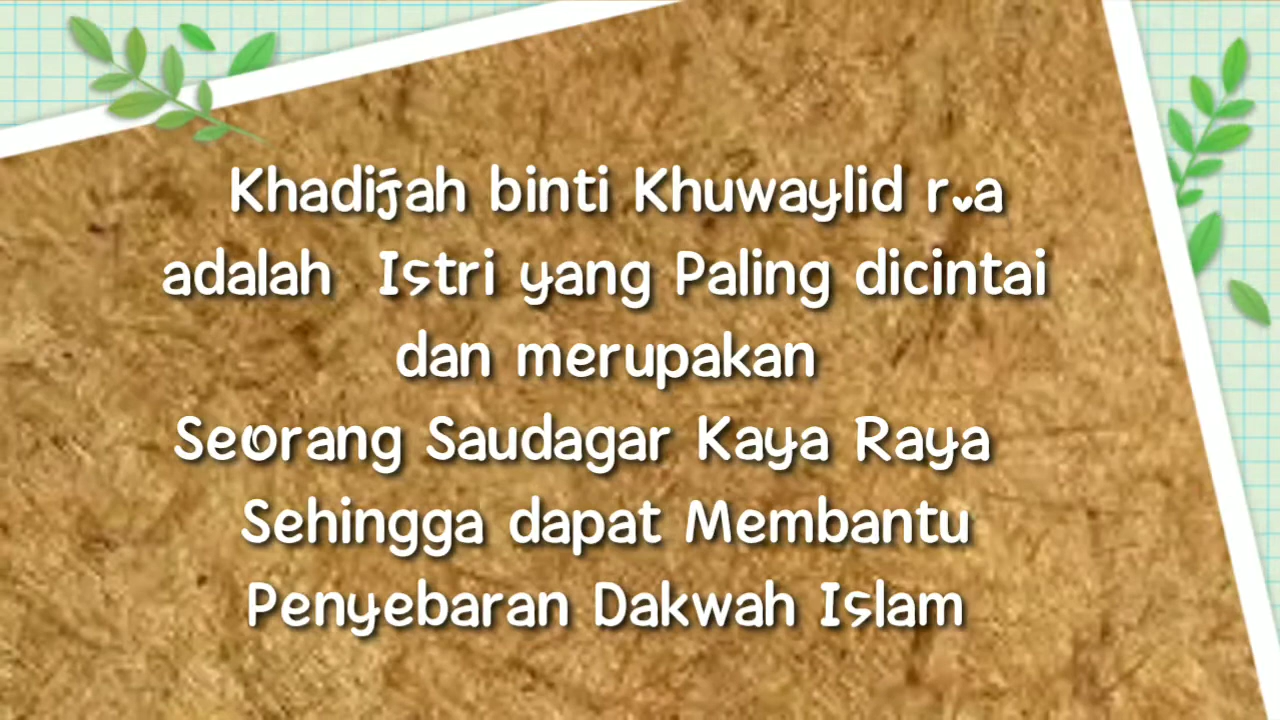 Khadijah binti Khuwaylid r.a
adalah Istri yang Paling dicintai
dan merupakan
Seorang Saudagar Kaya Raya
Sehingga dapat Membantu
Penyebaran Dakwah Islam